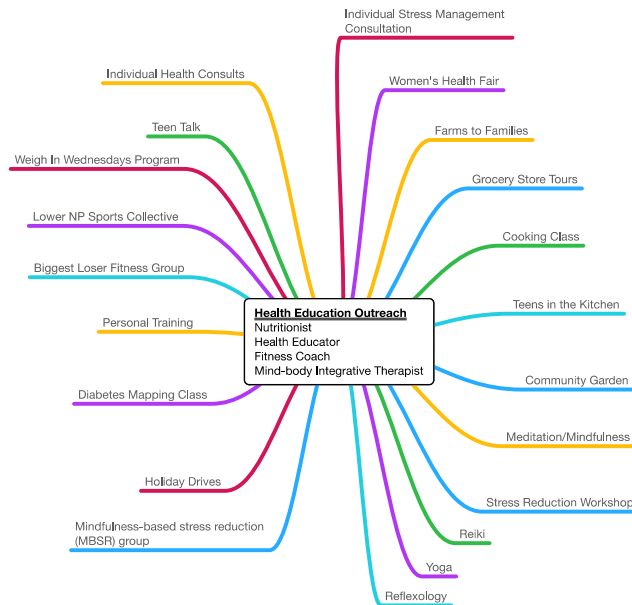 Individual Stress Management
Consultation
Individual Health Consults
Women's Health Fair
Teen Talk
Farms to Families
Weigh In Wednesdays Program
Grocery Store Tours
Lower NP Sports Collective
Cooking Class
Biggest Loser Fitness Group
Teens in the Kitchen
Health Education Outreach
Nutritionist
Health Educator
Fitness Coach
Mind-body Integrative Therapist
Personal Training
Community Garden
Diabetes Mapping Class
Meditation/Mindfulness
Holiday Drives
Stress Reduction Workshop
Mindfulness-based stress reduction
(MBSR) group
Reiki
Yoga
Reflexology